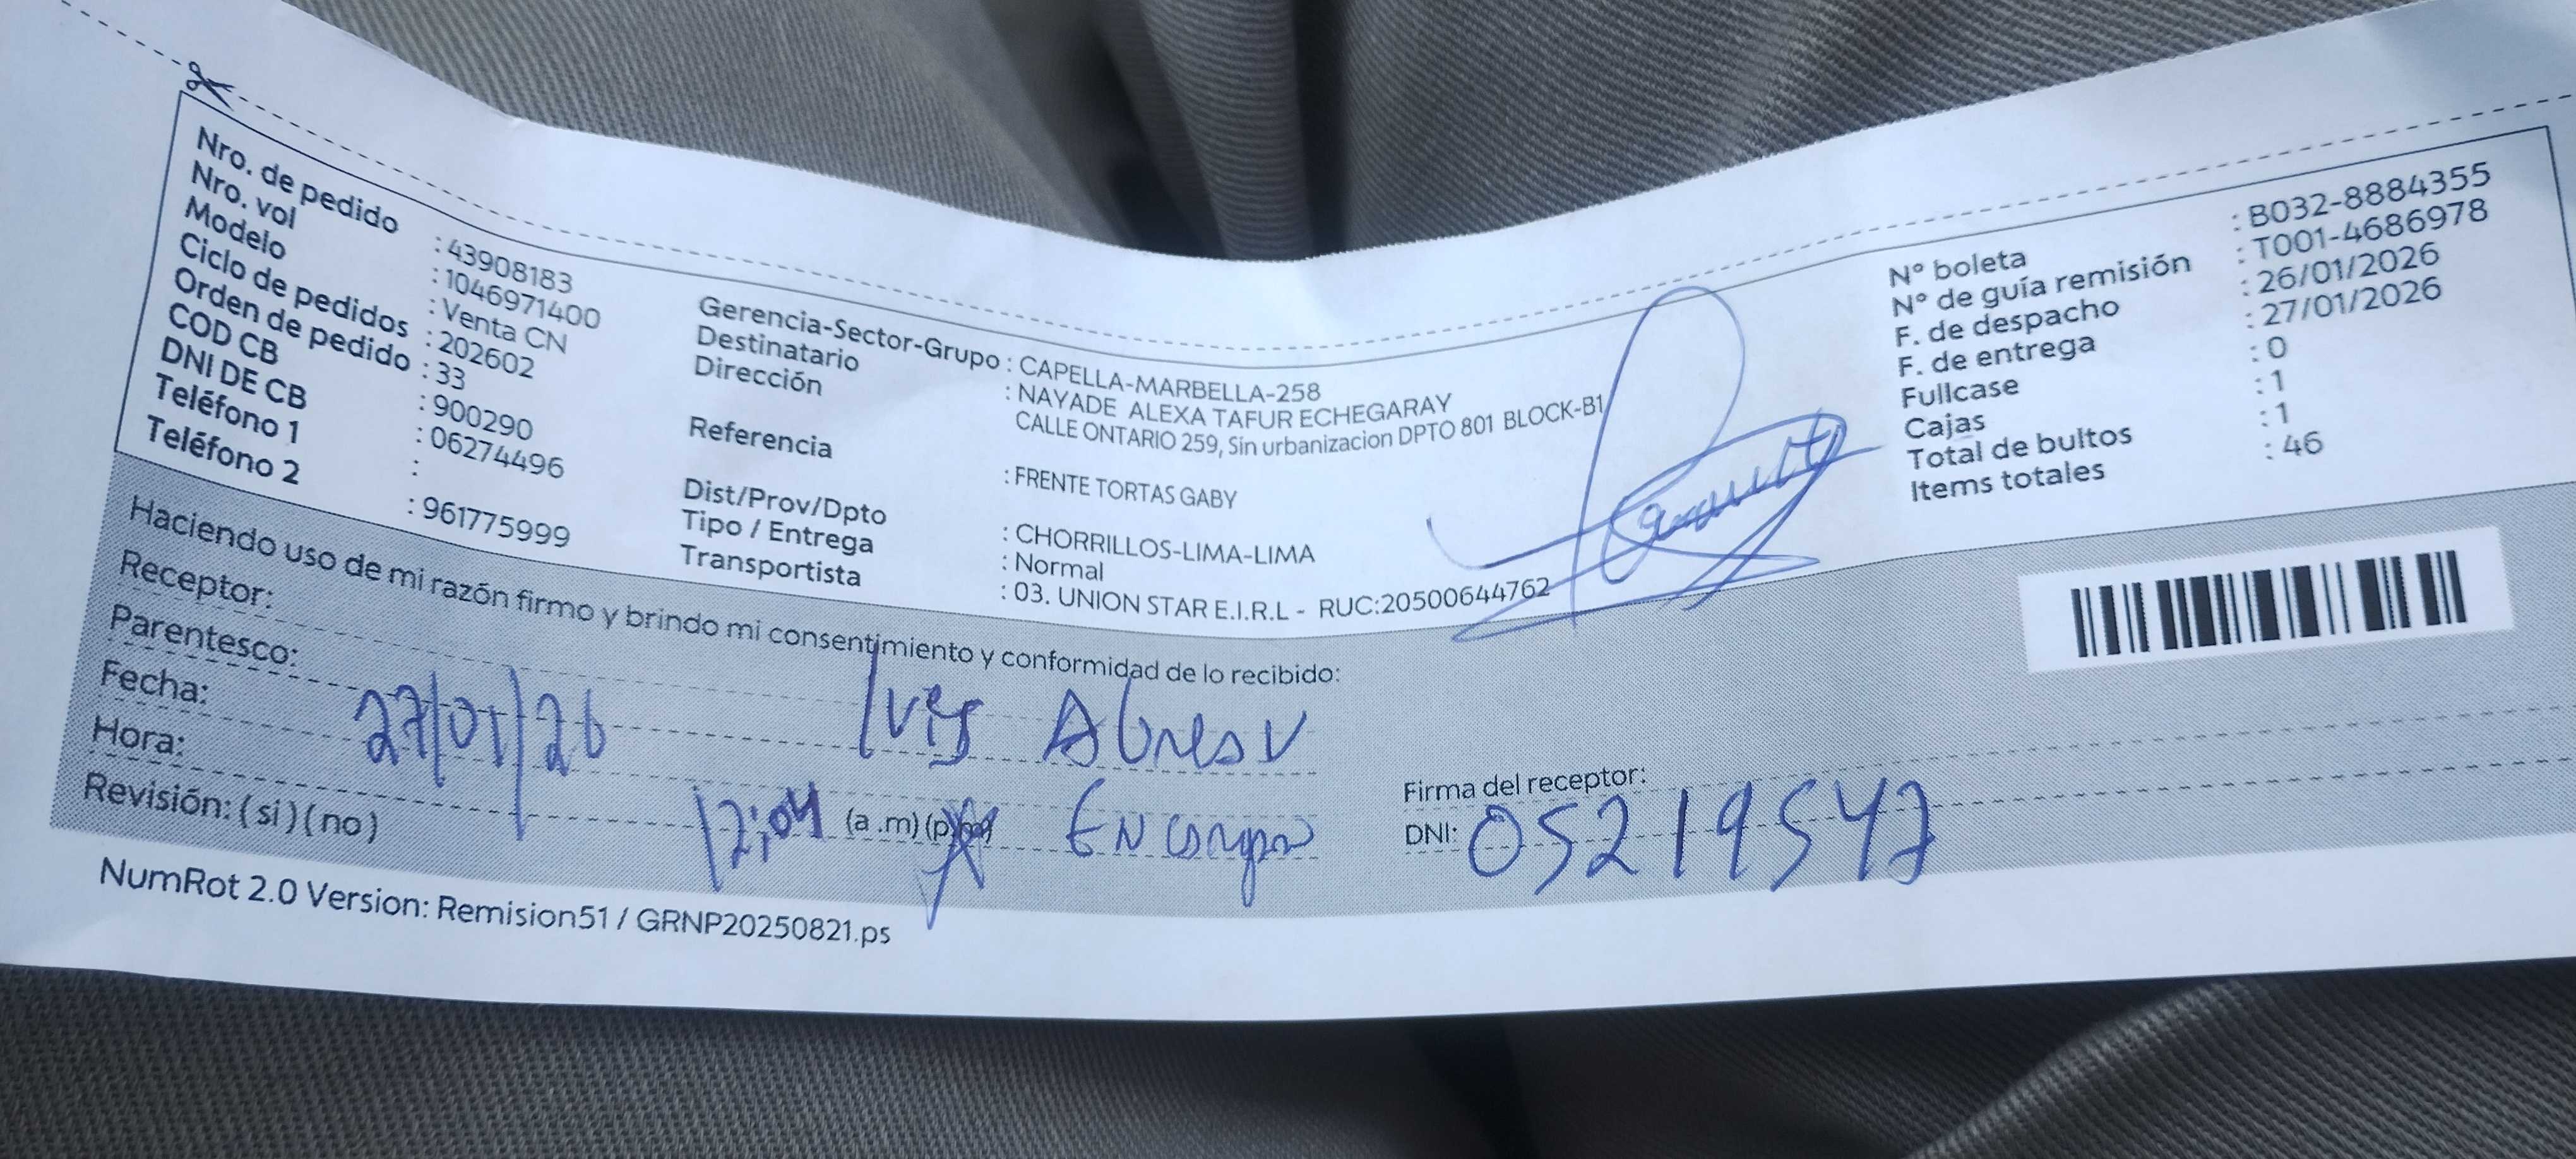 Nro. de pedido : 43908183
Nro. vol : 1046971400
Modelo : Venta CN
Ciclo de pedidos : 202602
Orden de pedido : 33
COD CB : 900290
DNI DE CB : 06274496
Teléfono 1 :
Teléfono 2 : 961775999
Gerencia-Sector-Grupo : CAPELLA-MARBELLA-258
Destinatario : NAYADE ALEXA TAFUR ECHEGARAY
Dirección CALLE ONTARIO 259, Sin urbanizacion DPTO 801 BLOCK-B1
Referencia : FRENTE TORTAS GABY
Dist/Prov/Dpto : CHORRILLOS-LIMA-LIMA
Tipo / Entrega : Normal
Transportista : 03. UNION STAR E.I.R.L - RUC:20500644762
N° boleta : B032-8884355
N° de guía remisión : T001-4686978
F. de despacho : 26/01/2026
F. de entrega : 27/01/2026
Fullcase : 0
Cajas : 1
Total de bultos : 1
Items totales : 46
Haciendo uso de mi razón firmo y brindo mi consentimiento y conformidad de lo recibido:
Receptor:
Parentesco:
Fecha: 27/01/26
Hora: 12:04 (a .m) (p
Revisión: ( si ) ( no )
Firma del receptor:
DNI: 05219547
NumRot 2.0 Version: Remision51 / GRNP20250821.ps